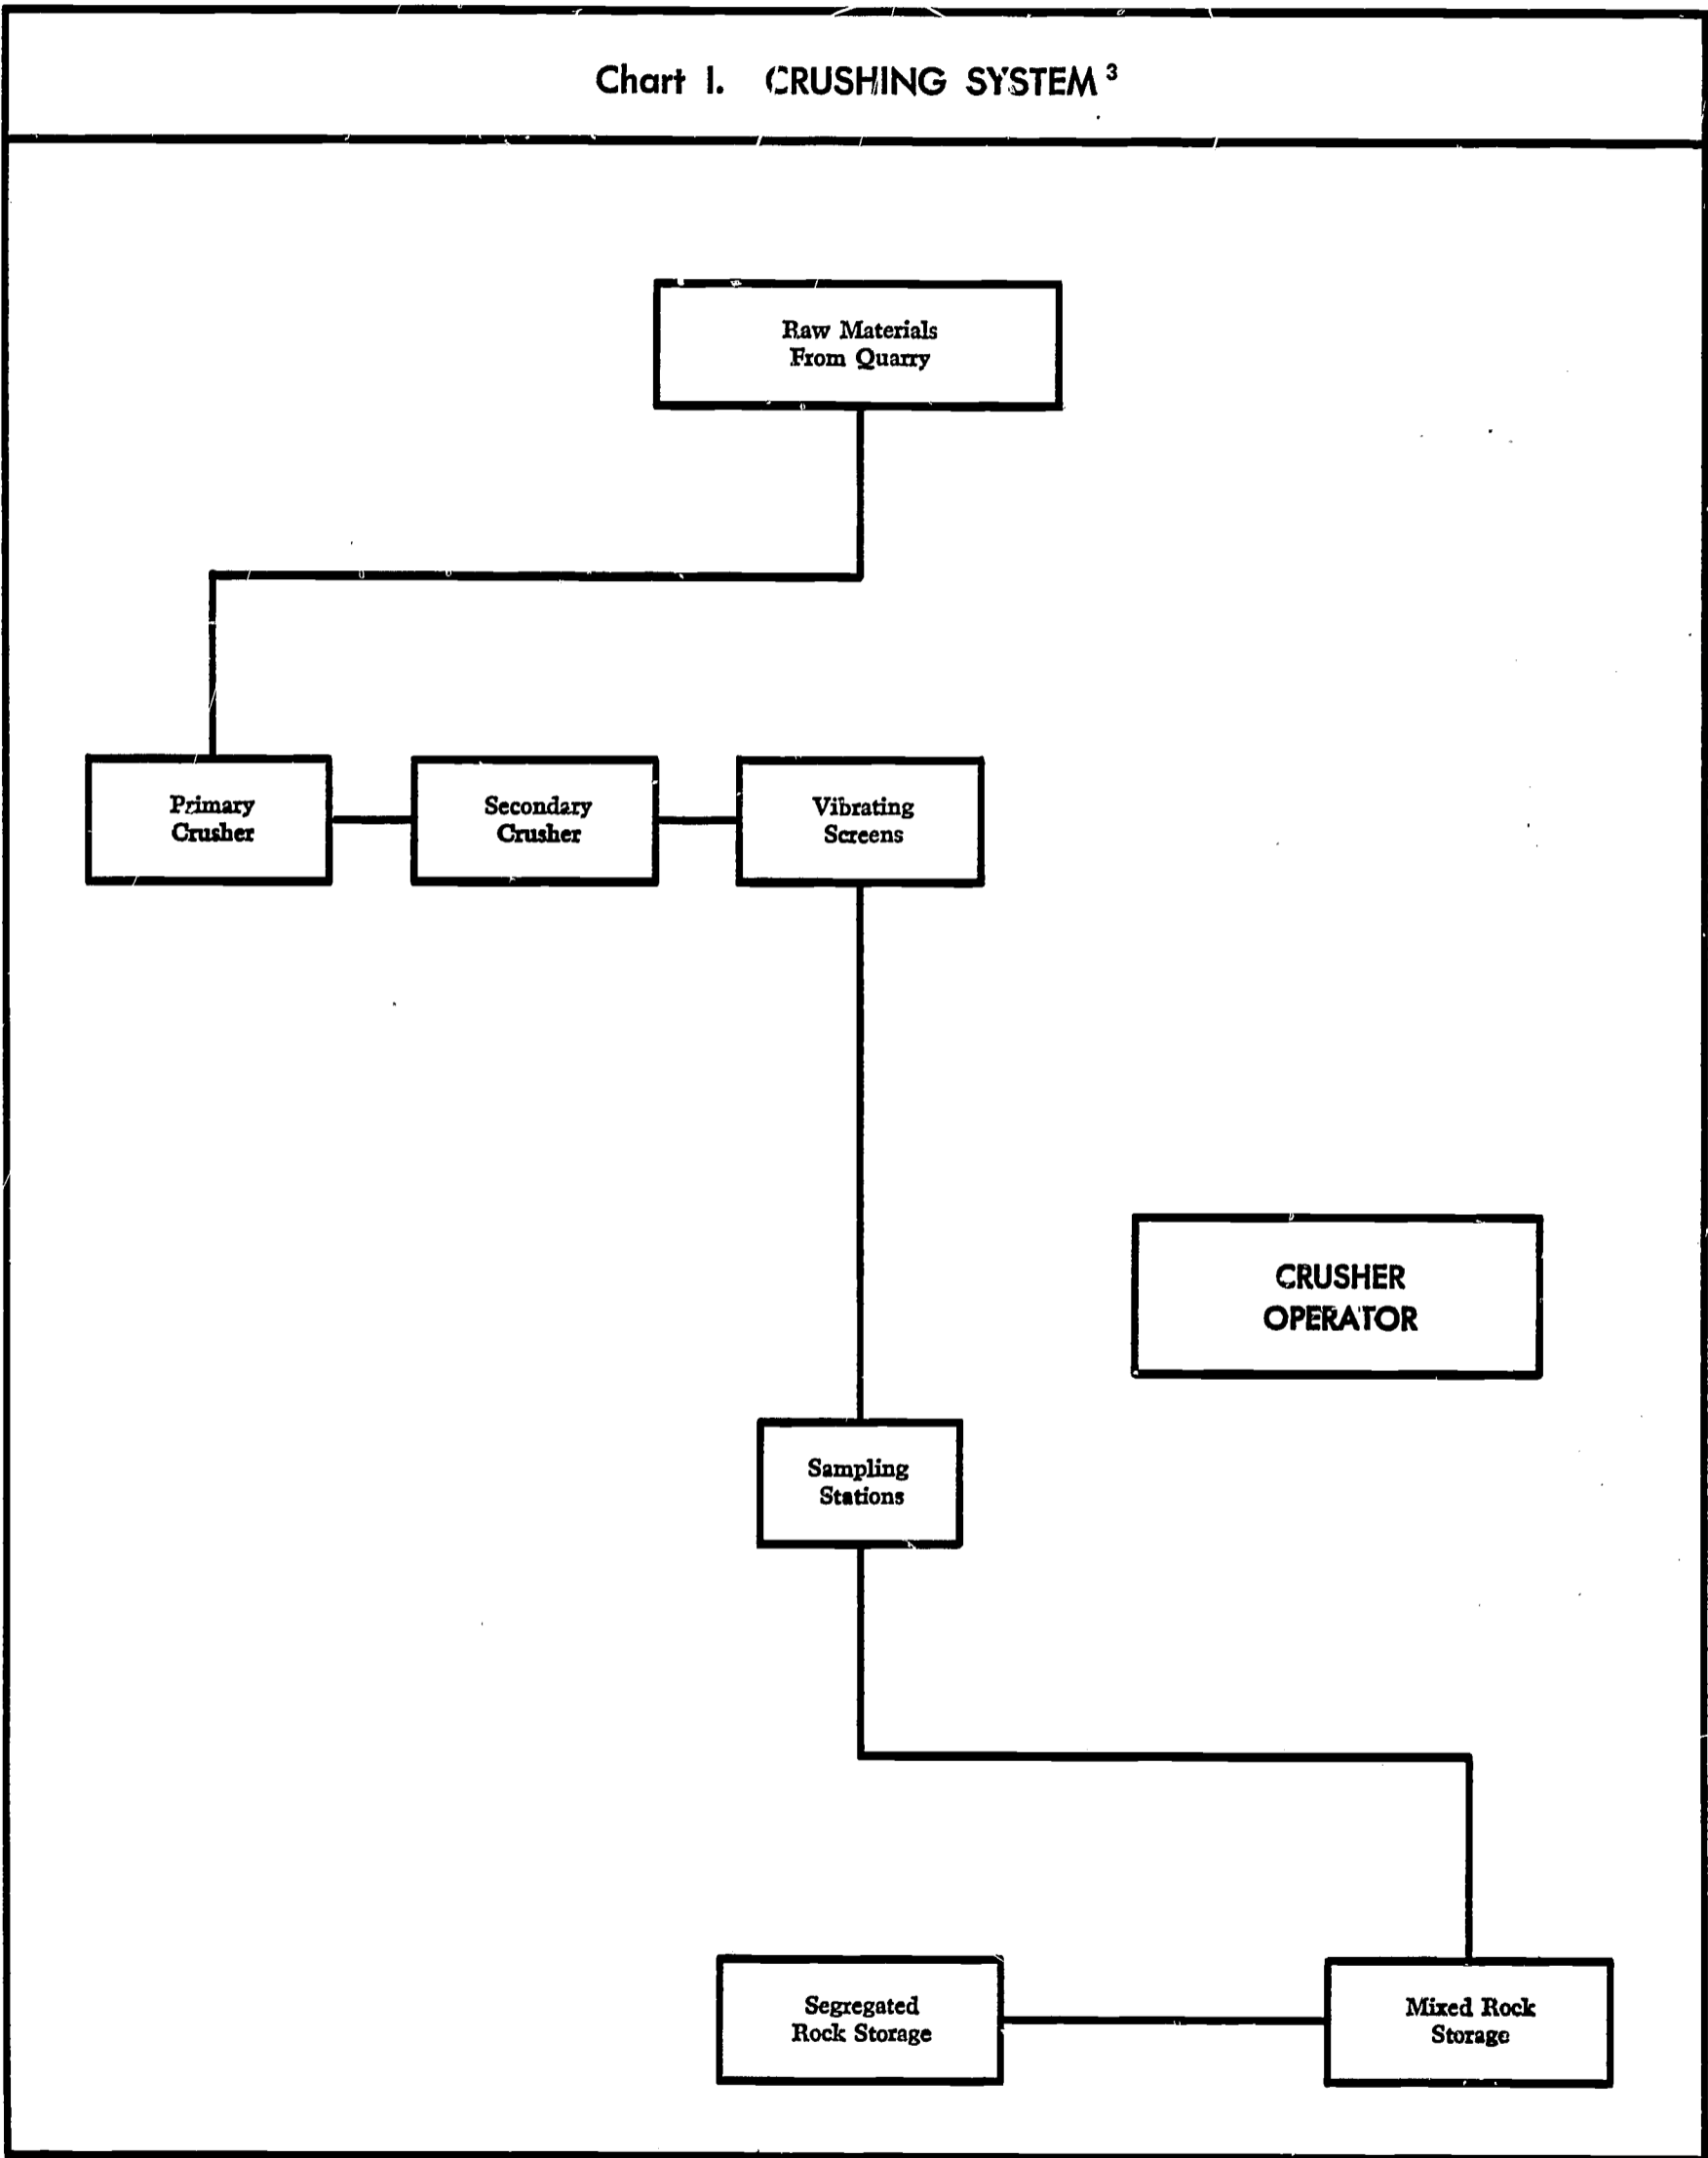 Chart I. CRUSHING SYSTEM 3
Raw Materials
From Quarry
Primary
Crusher
Secondary
Crusher
Vibrating
Screens
CRUSHER
OPERATOR
Sampling
Stations
Segregated
Rock Storage
Mixed Rock
Storage